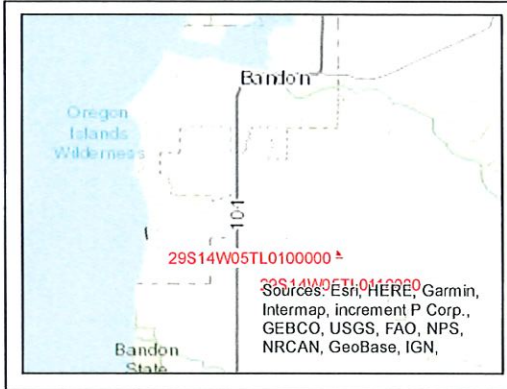 Bandon
Oregon
Islands
Wilderness
101
29S14W05TL0100000
29S14W05TL0110000
Sources: Esri, HERE, Garmin,
Intermap, increment P Corp.,
GEBCO, USGS, FAO, NPS,
NRCAN, GeoBase, IGN,
Bandon
State